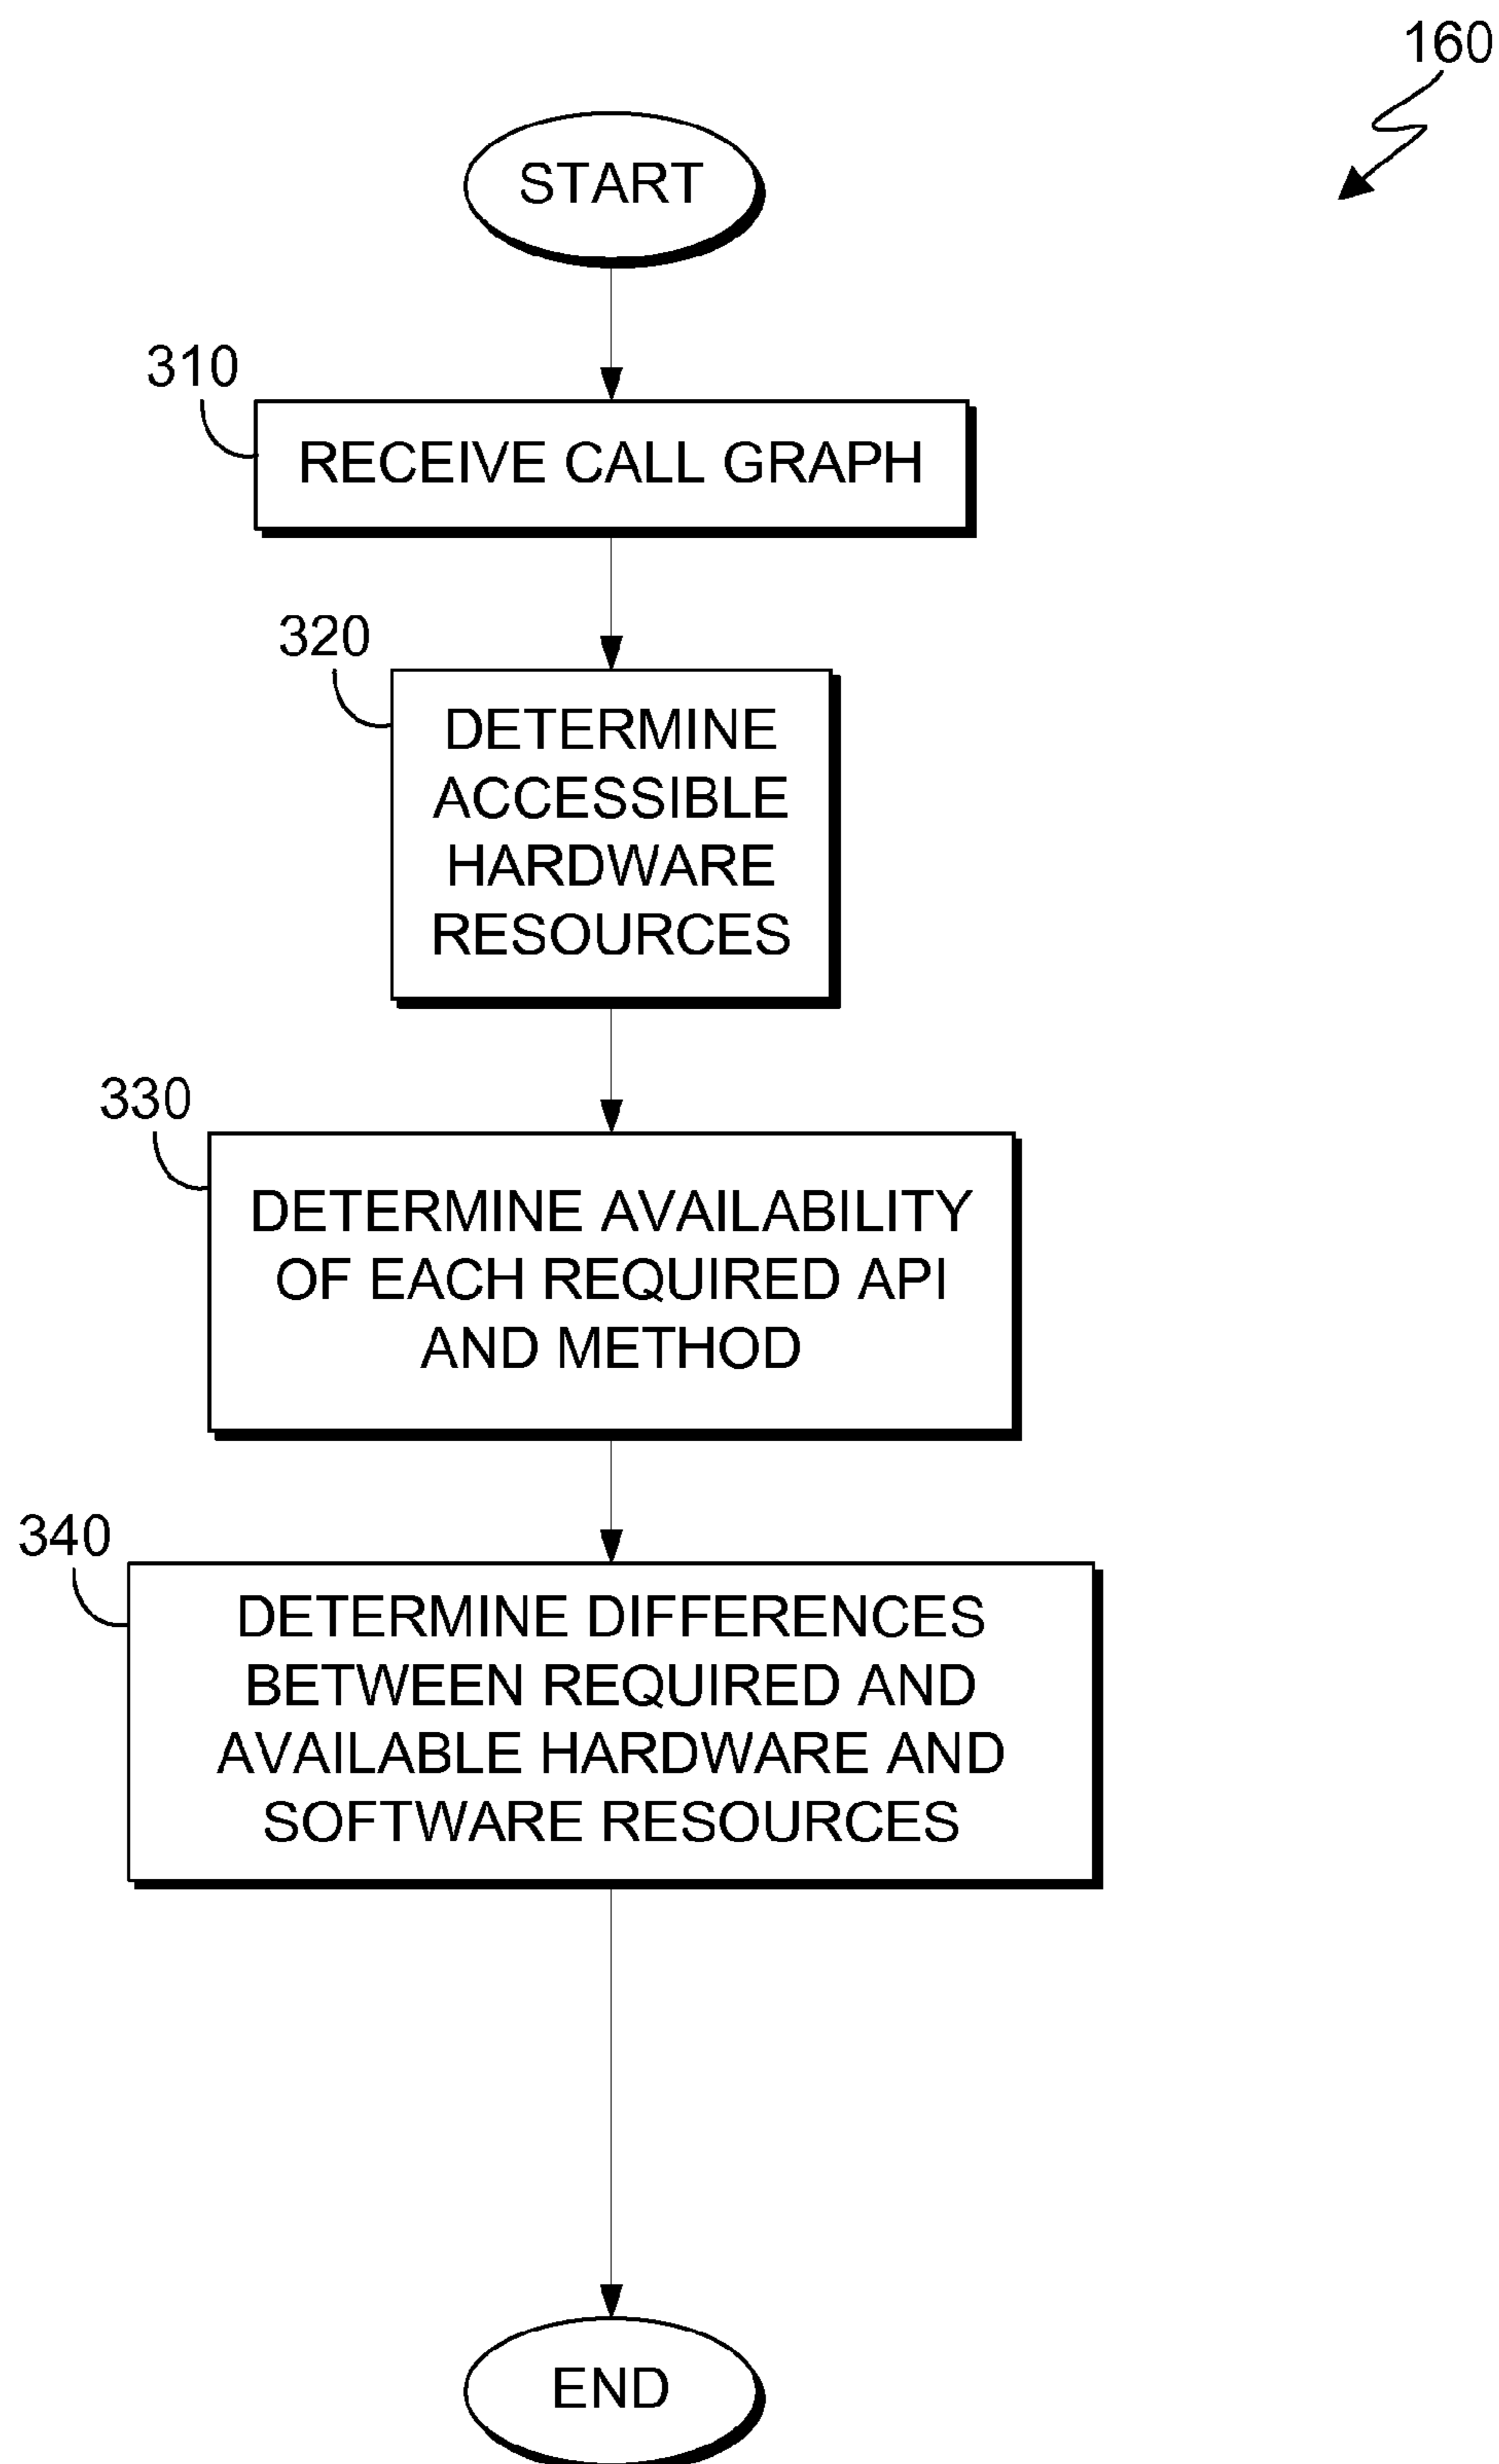 160
START
310
RECEIVE CALL GRAPH
320
DETERMINE
ACCESSIBLE
HARDWARE
RESOURCES
330
DETERMINE AVAILABILITY
OF EACH REQUIRED API
AND METHOD
340
DETERMINE DIFFERENCES
BETWEEN REQUIRED AND
AVAILABLE HARDWARE AND
SOFTWARE RESOURCES
END